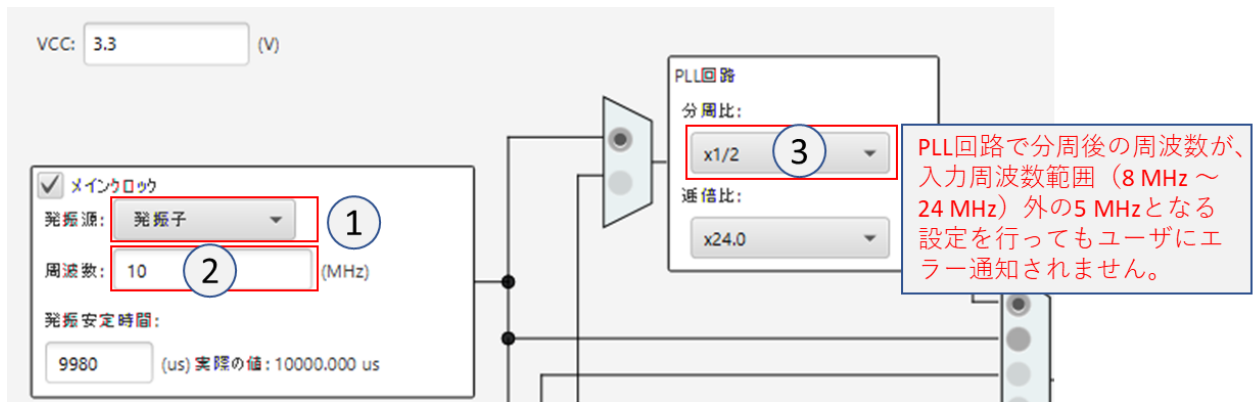 VCC: 3.3 (V)
PLL回路
分周比:
x1/2 ③
逓倍比:
x24.0
PLL回路で分周後の周波数が、
入力周波数範囲（8 MHz ～
24 MHz）外の5 MHzとなる
設定を行ってもユーザにエ
ラー通知されません。
メインクロック
発振源: 発振子 ①
周波数: 10 ② (MHz)
発振安定時間:
9980 (us) 実際の値: 10000.000 us